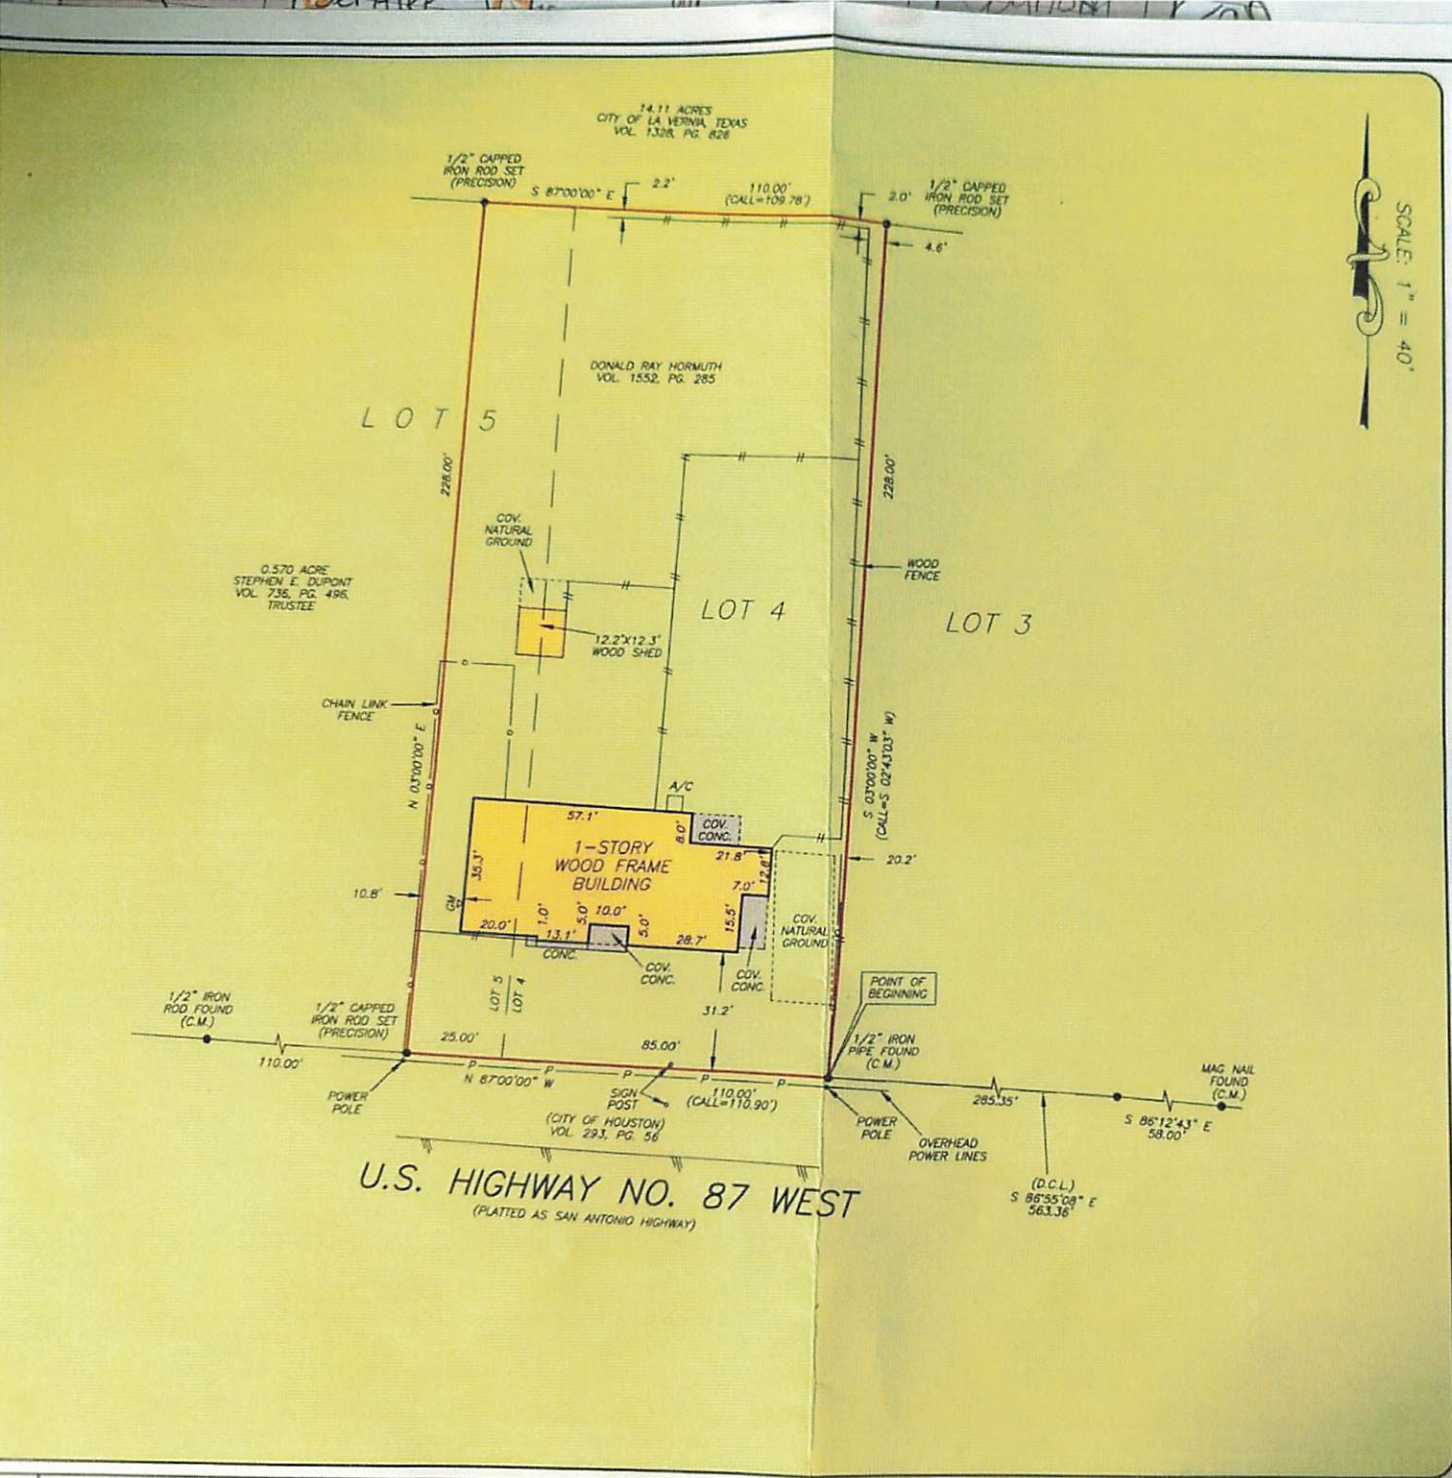 14.11 ACRES
CITY OF LA VERNIA, TEXAS
VOL. 1328, PG. 826
1/2" CAPPED
IRON ROD SET
(PRECISION)
S 87°00'00" E
2.2'
110.00'
(CALL=109.78')
2.0'
1/2" CAPPED
IRON ROD SET
(PRECISION)
4.6'
SCALE: 1" = 40'
DONALD RAY HORMUTH
VOL. 1552, PG. 285
LOT 5
228.00'
228.00'
COV.
NATURAL
GROUND
WOOD
FENCE
0.570 ACRE
STEPHEN E. DUPONT
VOL. 736, PG. 496,
TRUSTEE
LOT 4
LOT 3
12.2'X12.3'
WOOD SHED
CHAIN LINK
FENCE
N 03°00'00" E
S 03°00'00" W
(CALL=S 02°43'03" W)
A/C
57.1'
8.0'
COV.
CONC.
1-STORY
WOOD FRAME
BUILDING
21.8'
12.8'
20.2'
35.3'
7.0'
10.8'
GM
20.0'
1.0'
13.1'
5.0'
10.0'
5.0'
28.7'
15.5'
COV.
NATURAL
GROUND
CONC.
COV.
CONC.
COV.
CONC.
LOT 5
LOT 4
31.2'
POINT OF
BEGINNING
1/2" IRON
ROD FOUND
(C.M.)
1/2" CAPPED
IRON ROD SET
(PRECISION)
25.00'
85.00'
1/2" IRON
PIPE FOUND
(C.M.)
110.00'
P P P P P
N 87°00'00" W
110.00'
(CALL=110.90')
MAG NAIL
FOUND
(C.M.)
285.35'
S 86°12'43" E
58.00'
POWER
POLE
SIGN
POST
(CITY OF HOUSTON)
VOL. 293, PG. 56
POWER
POLE
OVERHEAD
POWER LINES
(D.C.L.)
S 86°55'08" E
563.36'
U.S. HIGHWAY NO. 87 WEST
(PLATTED AS SAN ANTONIO HIGHWAY)